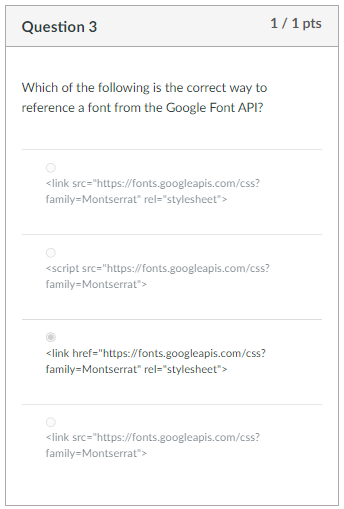 Question 3
1 / 1 pts
Which of the following is the correct way to
reference a font from the Google Font API?
<link src="https://fonts.googleapis.com/css?
family=Montserrat" rel="stylesheet">
<script src="https://fonts.googleapis.com/css?
family=Montserrat">
<link href="https://fonts.googleapis.com/css?
family=Montserrat" rel="stylesheet">
<link src="https://fonts.googleapis.com/css?
family=Montserrat">